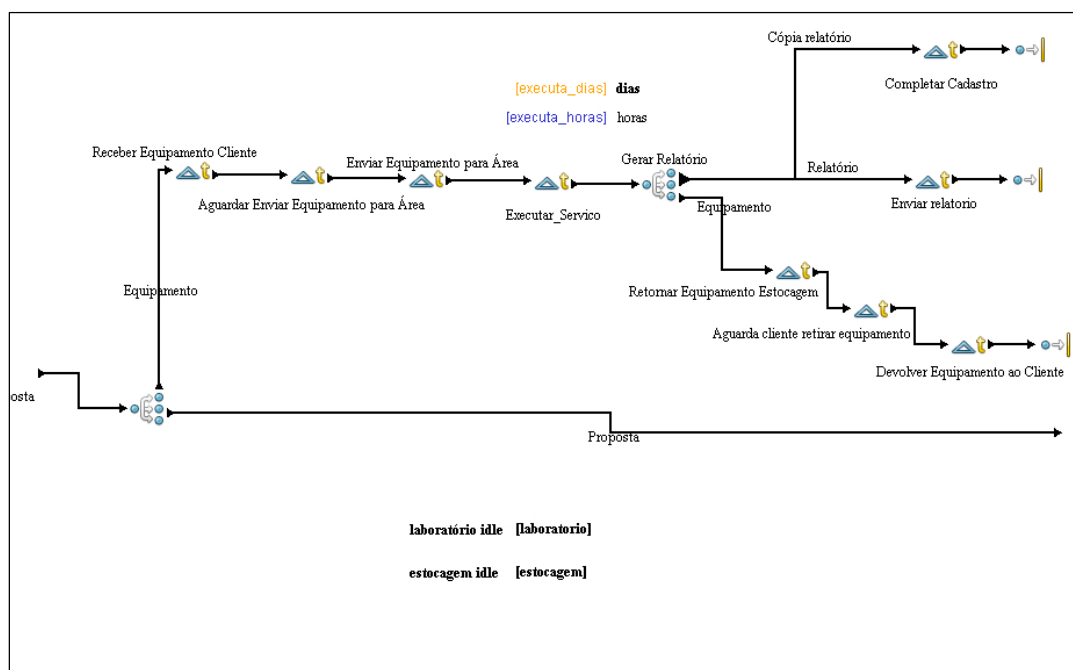 Cópia relatório
Completar Cadastro
[executa_dias] dias
[executa_horas] horas
Receber Equipamento Cliente
Enviar Equipamento para Área
Gerar Relatório
Relatório
Aguardar Enviar Equipamento para Área
Executar_Servico
Equipamento
Enviar relatorio
Equipamento
Retornar Equipamento Estocagem
Aguarda cliente retirar equipamento
Devolver Equipamento ao Cliente
osta
Proposta
laboratório idle [laboratorio]
estocagem idle [estocagem]